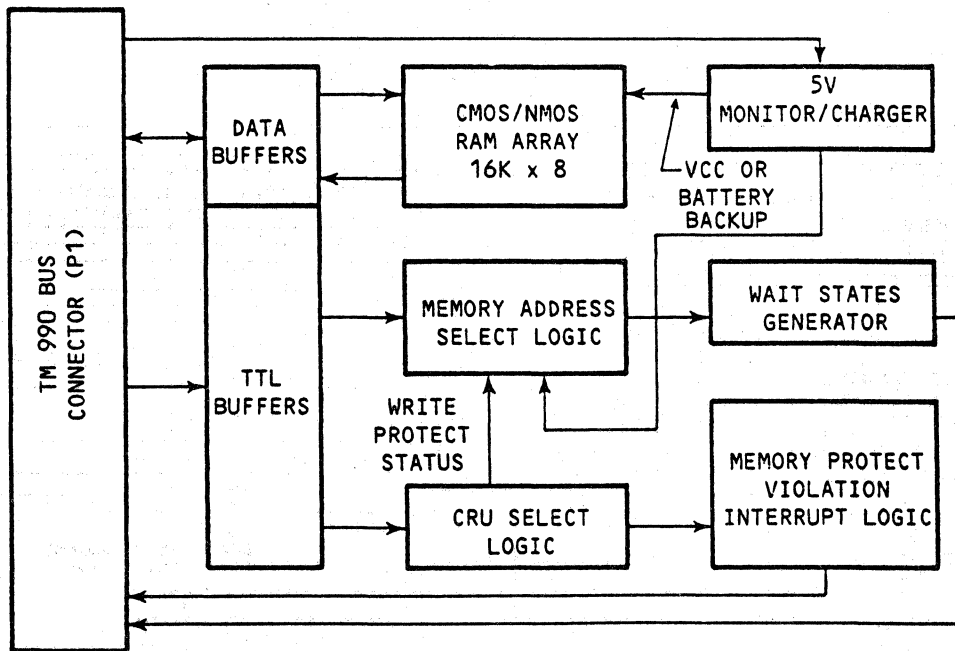 TM 990 BUS
CONNECTOR (P1)
DATA
BUFFERS
TTL
BUFFERS
CMOS/NMOS
RAM ARRAY
16K x 8
5V
MONITOR/CHARGER
VCC OR
BATTERY
BACKUP
MEMORY ADDRESS
SELECT LOGIC
WAIT STATES
GENERATOR
WRITE
PROTECT
STATUS
CRU SELECT
LOGIC
MEMORY PROTECT
VIOLATION
INTERRUPT LOGIC